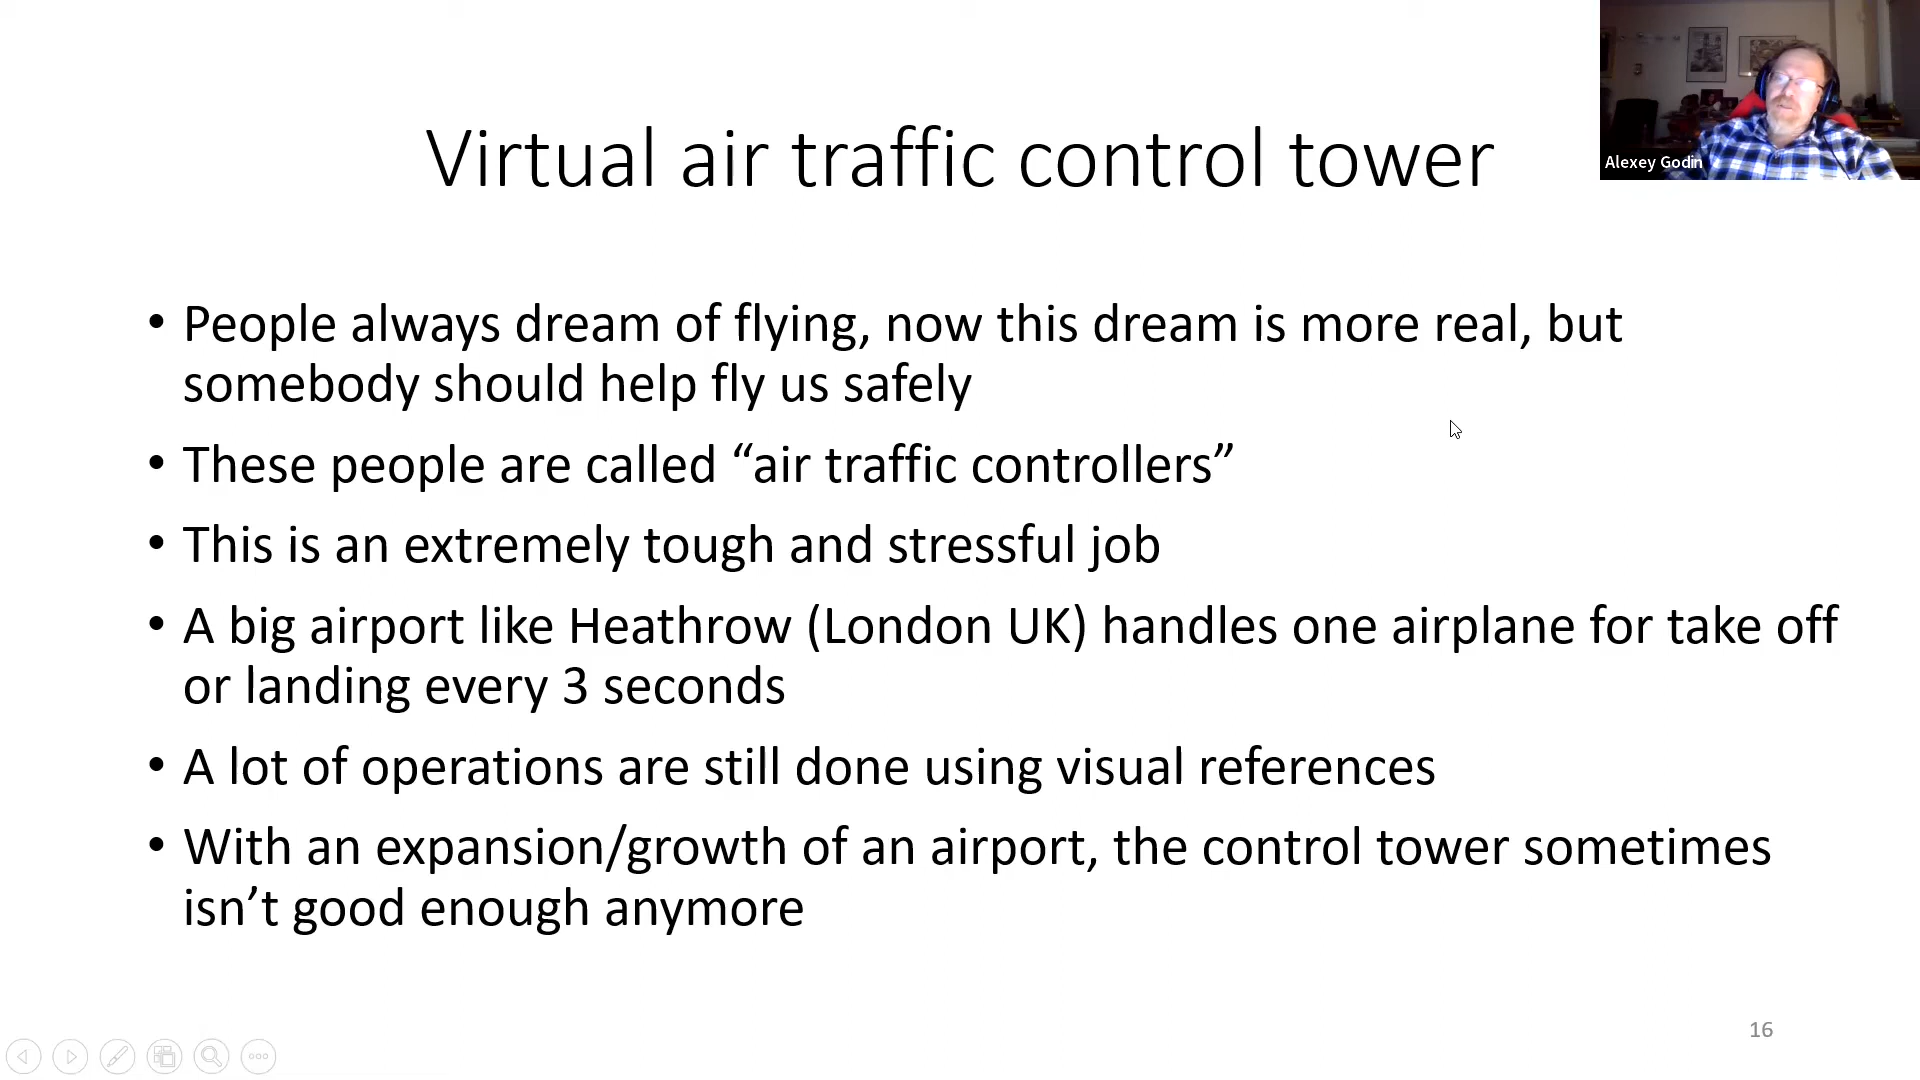 Virtual air traffic control tower
Alexey Godin
• People always dream of flying, now this dream is more real, but
somebody should help fly us safely
• These people are called “air traffic controllers”
• This is an extremely tough and stressful job
• A big airport like Heathrow (London UK) handles one airplane for take off
or landing every 3 seconds
• A lot of operations are still done using visual references
• With an expansion/growth of an airport, the control tower sometimes
isn’t good enough anymore
16